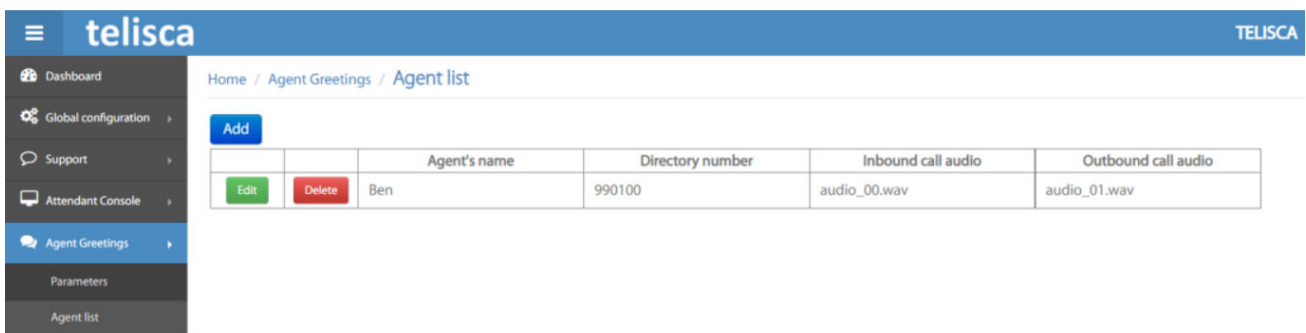 telisca
TELISCA
Dashboard
Global configuration
Support
Attendant Console
Agent Greetings
Parameters
Agent list
Home / Agent Greetings / Agent list
Add
Agent's name Directory number Inbound call audio Outbound call audio
Edit Delete Ben 990100 audio_00.wav audio_01.wav